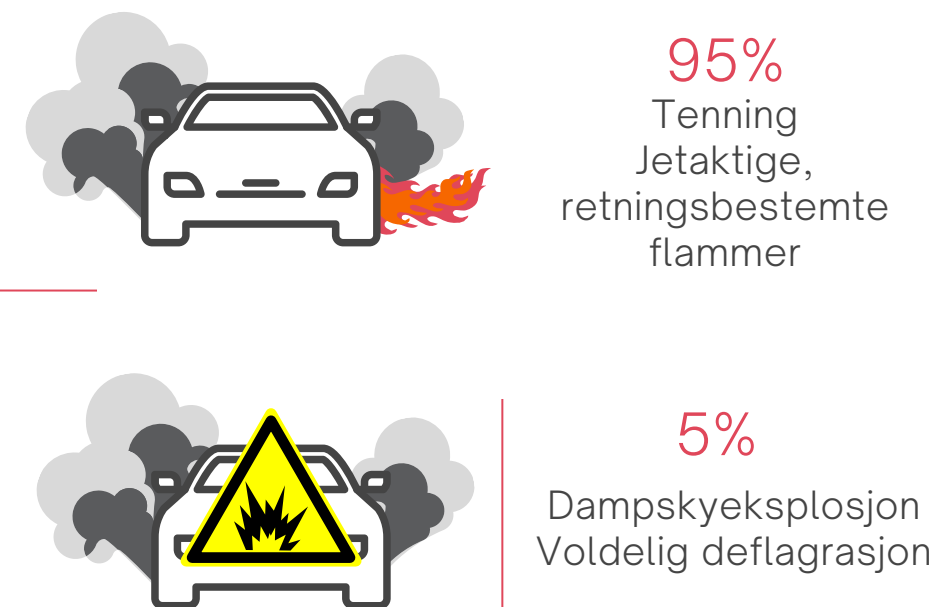 95%
Tenning
Jetaktige,
retningsbestemte
flammer
5%
Dampskyeksplosjon
Voldelig deflagrasjon